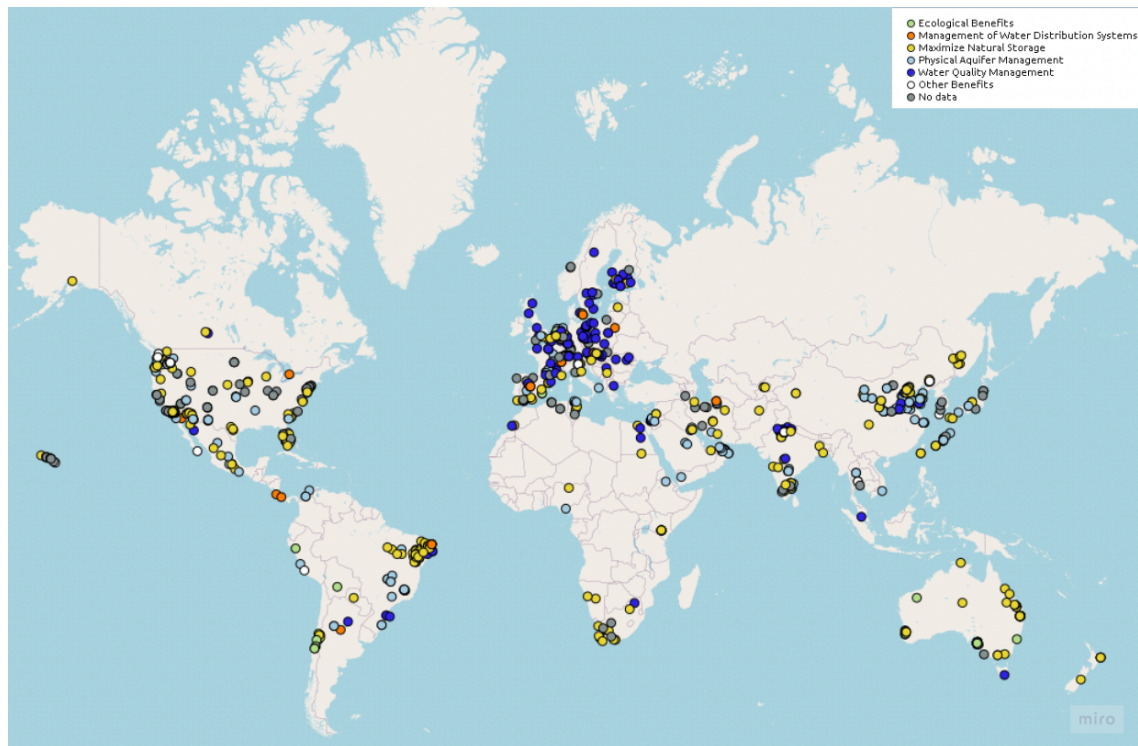 Ecological Benefits
Management of Water Distribution Systems
Maximize Natural Storage
Physical Aquifer Management
Water Quality Management
Other Benefits
No data
miro